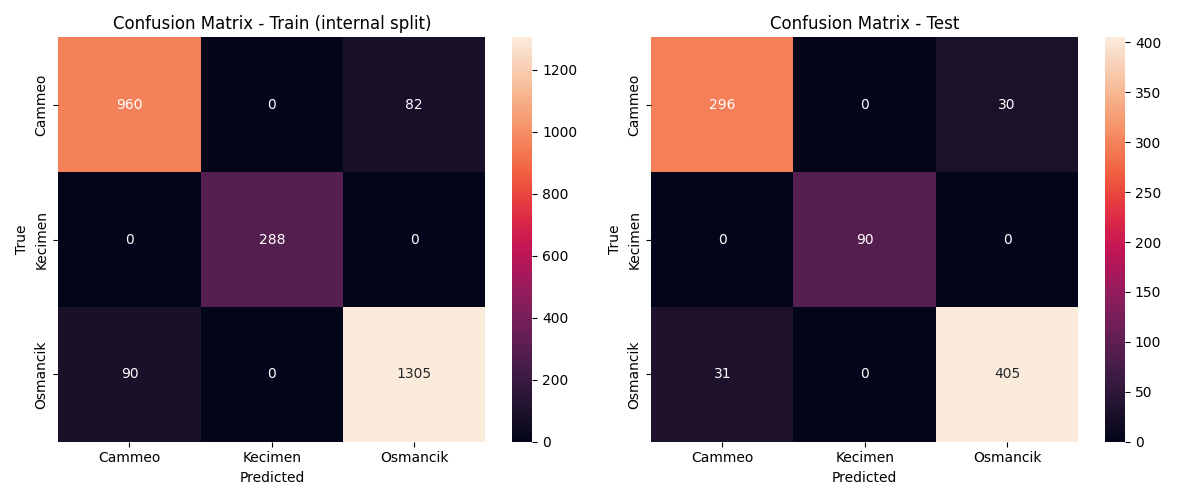 Confusion Matrix - Train (internal split)
Cammeo
Kecimen
Osmancik
True
960 0 82
0 288 0
90 0 1305
Cammeo Kecimen Osmancik
Predicted
1200
1000
800
600
400
200
0
Confusion Matrix - Test
Cammeo
Kecimen
Osmancik
True
296 0 30
0 90 0
31 0 405
Cammeo Kecimen Osmancik
Predicted
400
350
300
250
200
150
100
50
0